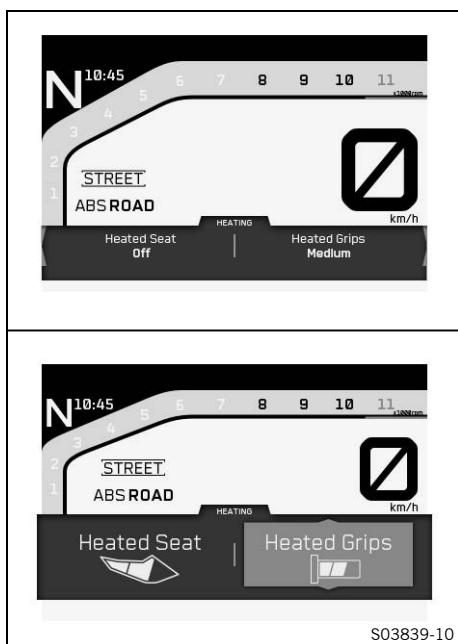 N 10:45
1 2 3 4 5 6 7 8 9 10 11
x1000rpm
STREET
ABS ROAD
0
km/h
HEATING
Heated Seat Heated Grips
Off Medium
N 10:45
1 2 3 4 5 6 7 8 9 10 11
x1000rpm
STREET
ABS ROAD
0
km/h
HEATING
Heated Seat Heated Grips
S03839-10